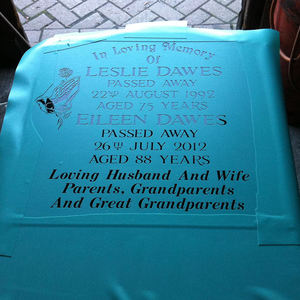 In Loving Memory
Of
LESLIE DAWES
PASSED AWAY
22ND AUGUST 1992
AGED 75 YEARS
EILEEN DAWES
PASSED AWAY
26TH JULY 2012
AGED 88 YEARS
Loving Husband And Wife
Parents, Grandparents
And Great Grandparents